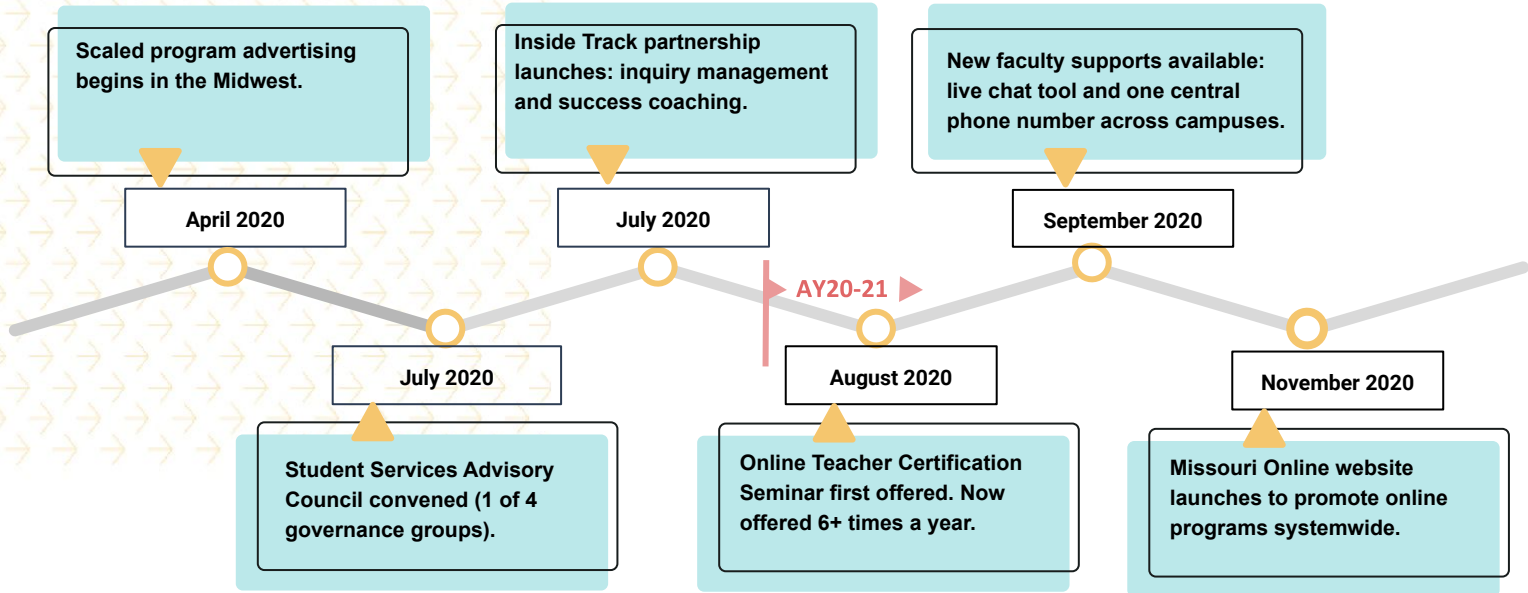 Scaled program advertising
begins in the Midwest.
April 2020
July 2020
Student Services Advisory
Council convened (1 of 4
governance groups).
Inside Track partnership
launches: inquiry management
and success coaching.
July 2020
AY20-21
August 2020
Online Teacher Certification
Seminar first offered. Now
offered 6+ times a year.
New faculty supports available:
live chat tool and one central
phone number across campuses.
September 2020
November 2020
Missouri Online website
launches to promote online
programs systemwide.